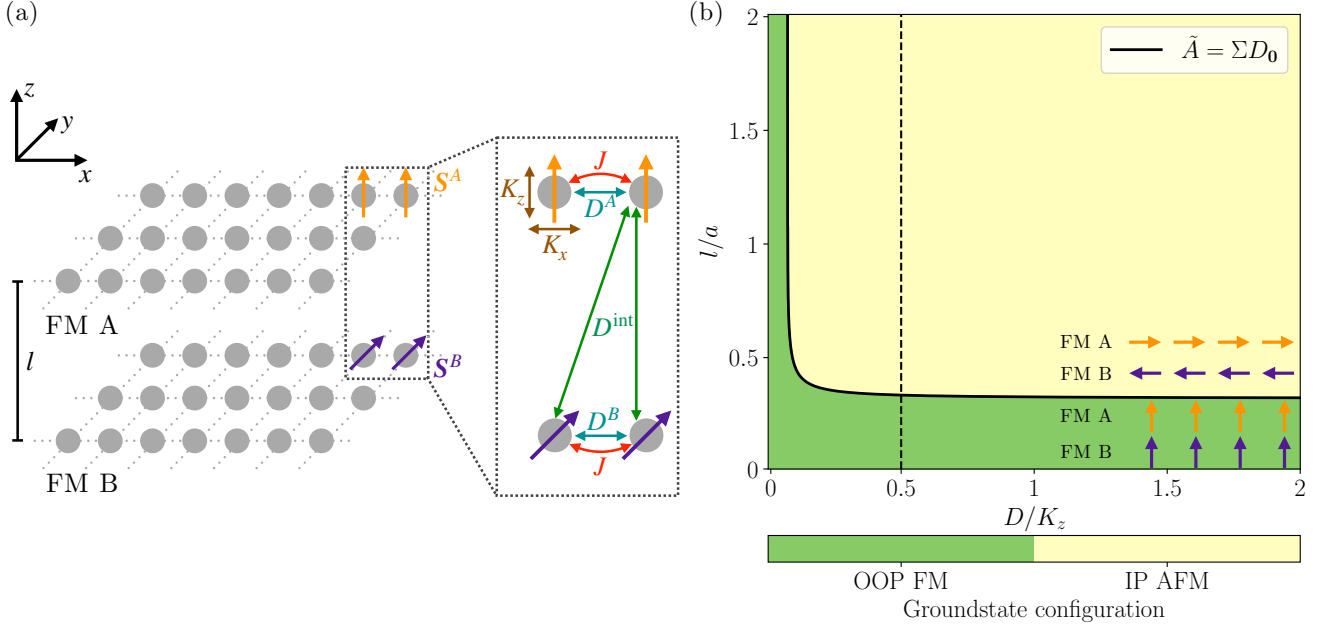 (a)
z
y
x
S^A
FM A
l
S^B
FM B
J
K_z
D^A
K_x
D^int
D^B
J
(b)
2
1.5
1
0.5
0
l/a
Ã = ΣD_0
FM A
FM B
FM A
FM B
0 0.5 1 1.5 2
D/K_z
OOP FM IP AFM
Groundstate configuration